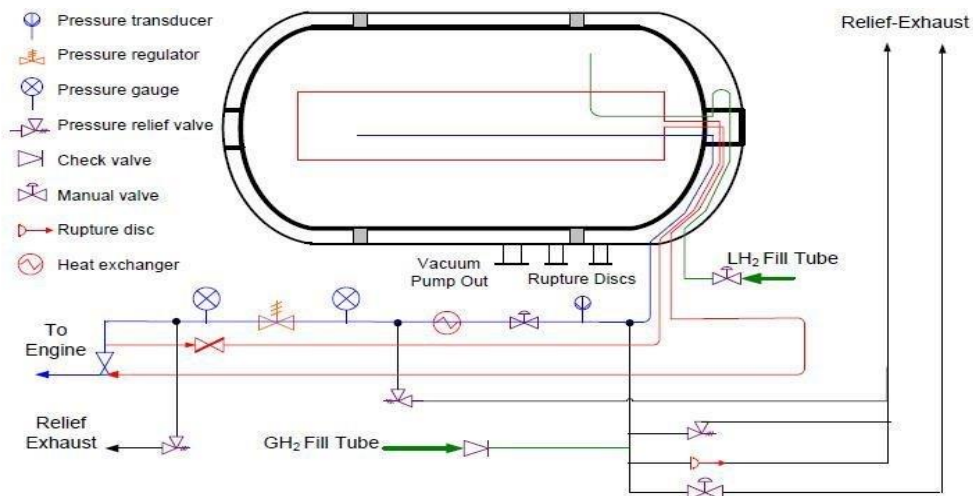 Pressure transducer
Pressure regulator
Pressure gauge
Pressure relief valve
Check valve
Manual valve
Rupture disc
Heat exchanger
Relief-Exhaust
Vacuum
Pump Out
Rupture Discs
LH2 Fill Tube
To
Engine
Relief
Exhaust
GH2 Fill Tube